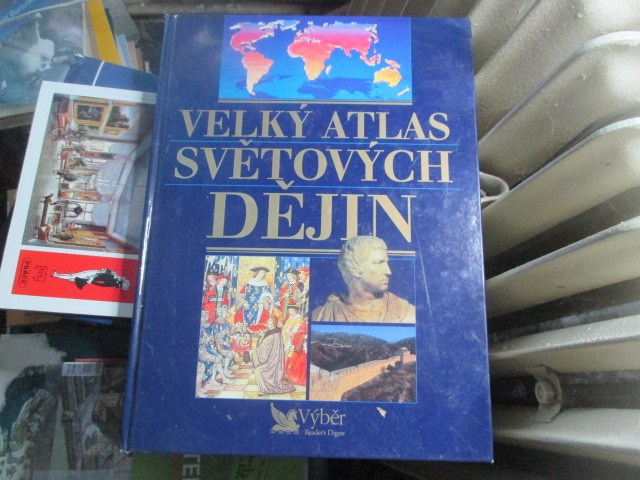 VELKÝ ATLAS
SVĚTOVÝCH
DĚJIN
Výběr
Reader's Digest